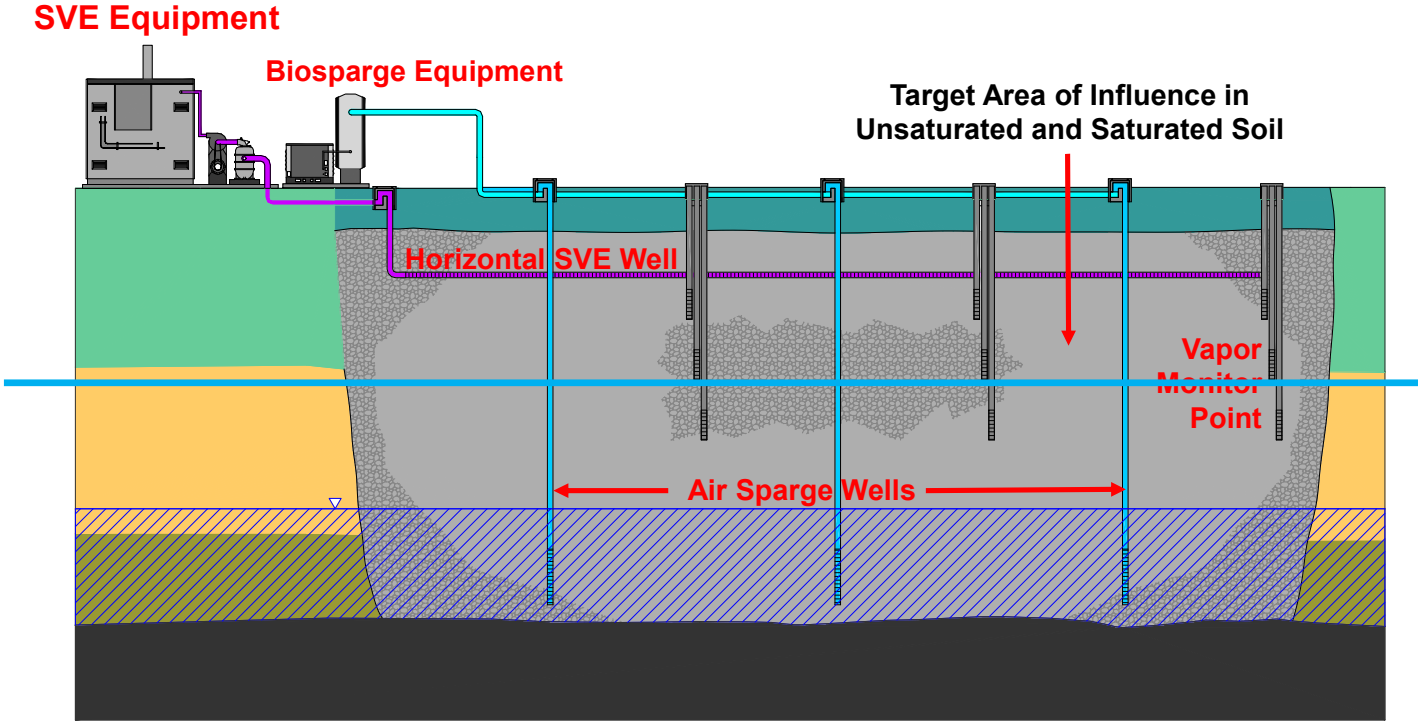 SVE Equipment
Biosparge Equipment
Target Area of Influence in
Unsaturated and Saturated Soil
Horizontal SVE Well
Vapor
Monitor
Point
Air Sparge Wells